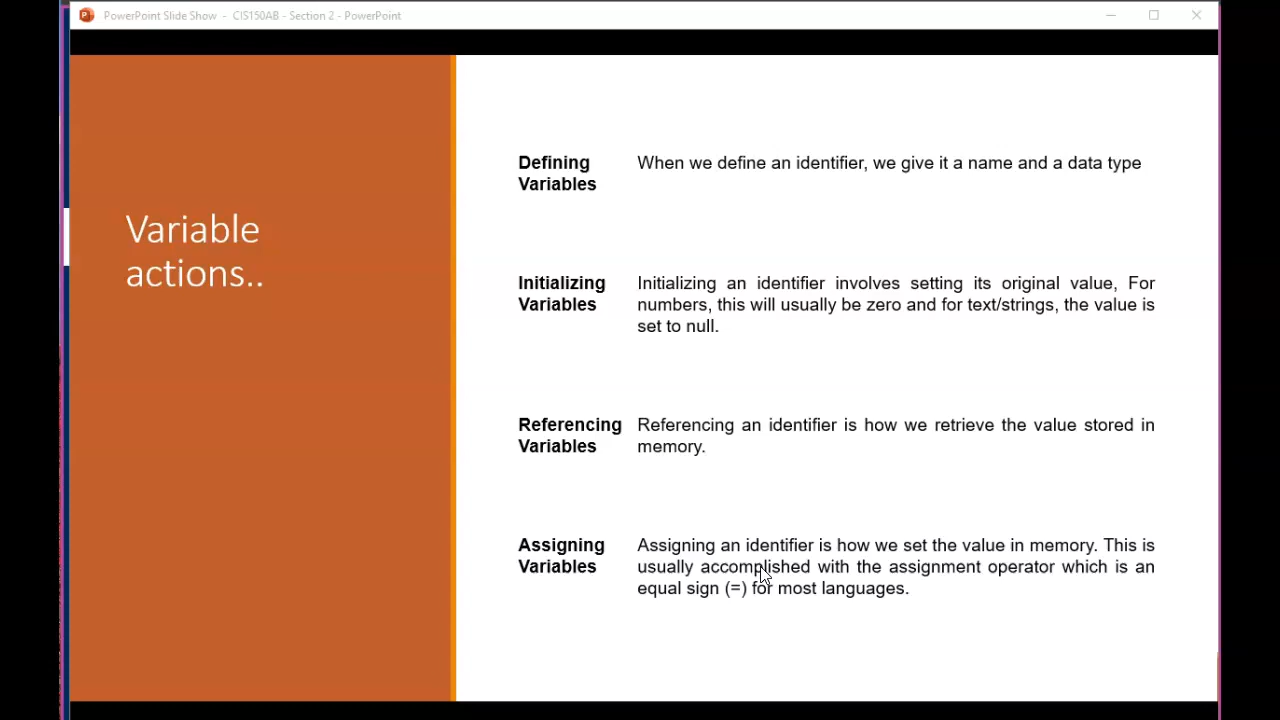 PowerPoint Slide Show - CIS150AB - Section 2 - PowerPoint
Variable
actions..
Defining
Variables
When we define an identifier, we give it a name and a data type
Initializing
Variables
Initializing an identifier involves setting its original value, For
numbers, this will usually be zero and for text/strings, the value is
set to null.
Referencing
Variables
Referencing an identifier is how we retrieve the value stored in
memory.
Assigning
Variables
Assigning an identifier is how we set the value in memory. This is
usually accomplished with the assignment operator which is an
equal sign (=) for most languages.